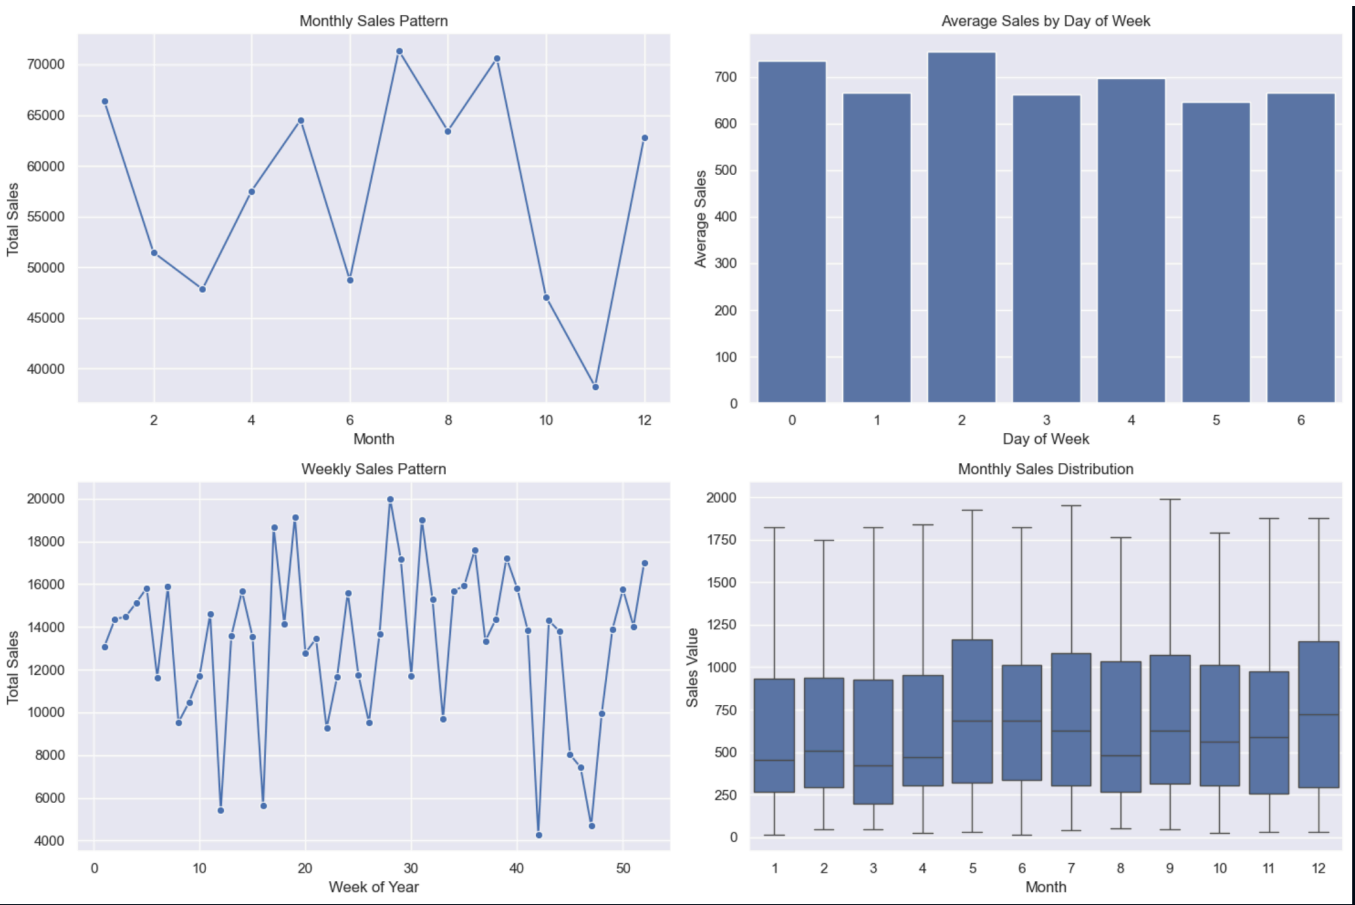 Monthly Sales Pattern
Total Sales
70000
65000
60000
55000
50000
45000
40000
2 4 6 8 10 12
Month
Average Sales by Day of Week
Average Sales
700
600
500
400
300
200
100
0
0 1 2 3 4 5 6
Day of Week
Weekly Sales Pattern
Total Sales
20000
18000
16000
14000
12000
10000
8000
6000
4000
0 10 20 30 40 50
Week of Year
Monthly Sales Distribution
Sales Value
2000
1750
1500
1250
1000
750
500
250
0
1 2 3 4 5 6 7 8 9 10 11 12
Month